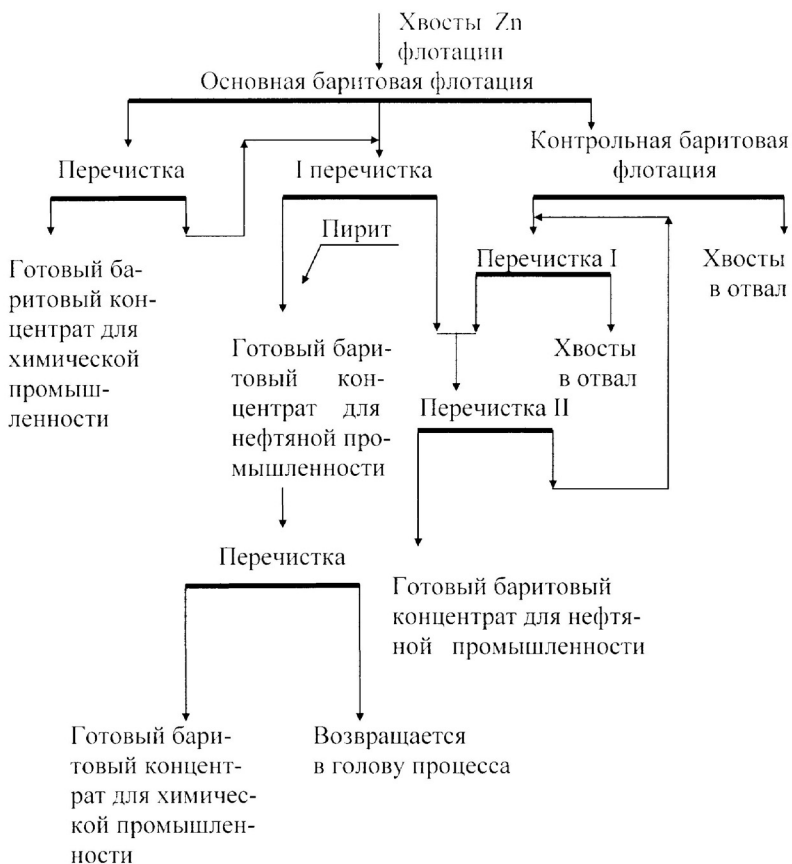 Хвосты Zn
флотации
Основная баритовая флотация
Перечистка
I перечистка
Контрольная баритовая
флотация
Пирит
Перечистка I
Хвосты
в отвал
Готовый ба-
ритовый кон-
центрат для
химической
промыш-
ленности
Готовый бари-
товый кон-
центрат для
нефтяной про-
мышленности
Хвосты
в отвал
Перечистка II
Перечистка
Готовый баритовый
концентрат для нефтя-
ной промышленности
Готовый бари-
товый концент-
рат для химичес-
кой промышлен-
ности
Возвращается
в голову процесса